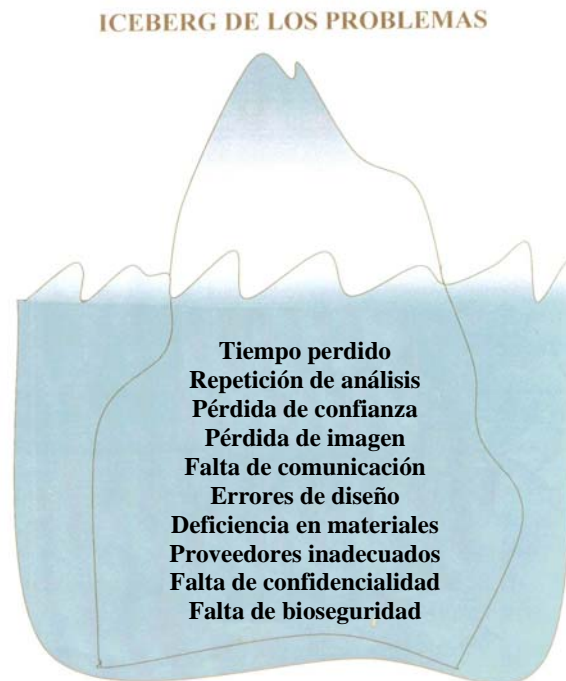 ICEBERG DE LOS PROBLEMAS
Tiempo perdido
Repetición de análisis
Pérdida de confianza
Pérdida de imagen
Falta de comunicación
Errores de diseño
Deficiencia en materiales
Proveedores inadecuados
Falta de confidencialidad
Falta de bioseguridad